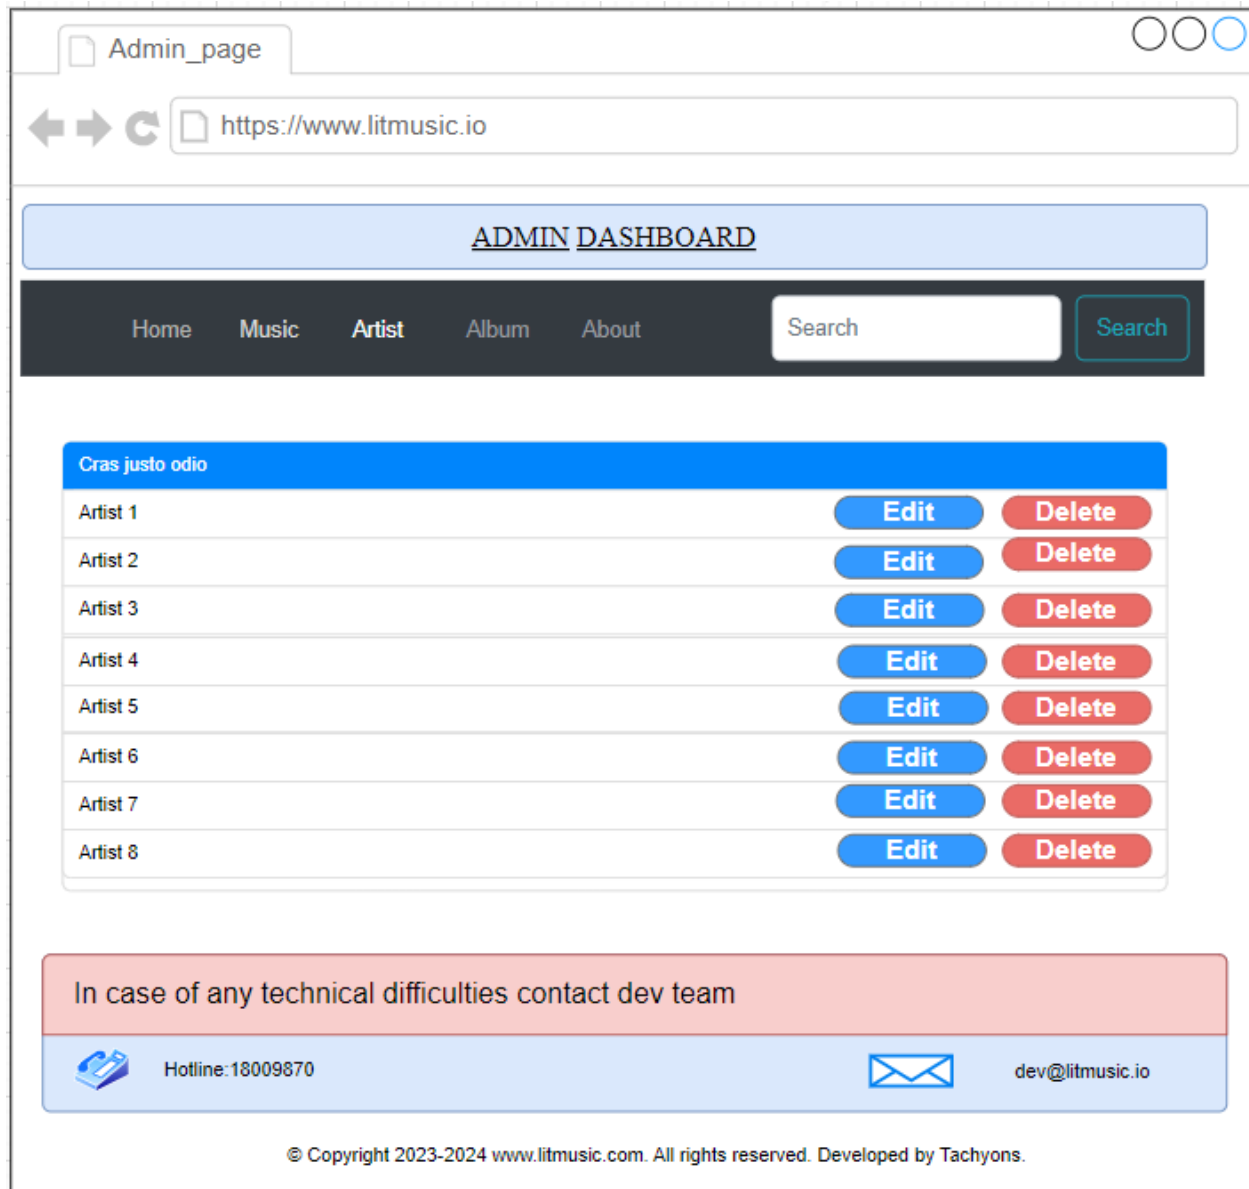 Admin_page
https://www.litmusic.io
ADMIN DASHBOARD
Home Music Artist Album About Search Search
Cras justo odio
Artist 1 Edit Delete
Artist 2 Edit Delete
Artist 3 Edit Delete
Artist 4 Edit Delete
Artist 5 Edit Delete
Artist 6 Edit Delete
Artist 7 Edit Delete
Artist 8 Edit Delete
In case of any technical difficulties contact dev team
Hotline:18009870 dev@litmusic.io
© Copyright 2023-2024 www.litmusic.com. All rights reserved. Developed by Tachyons.